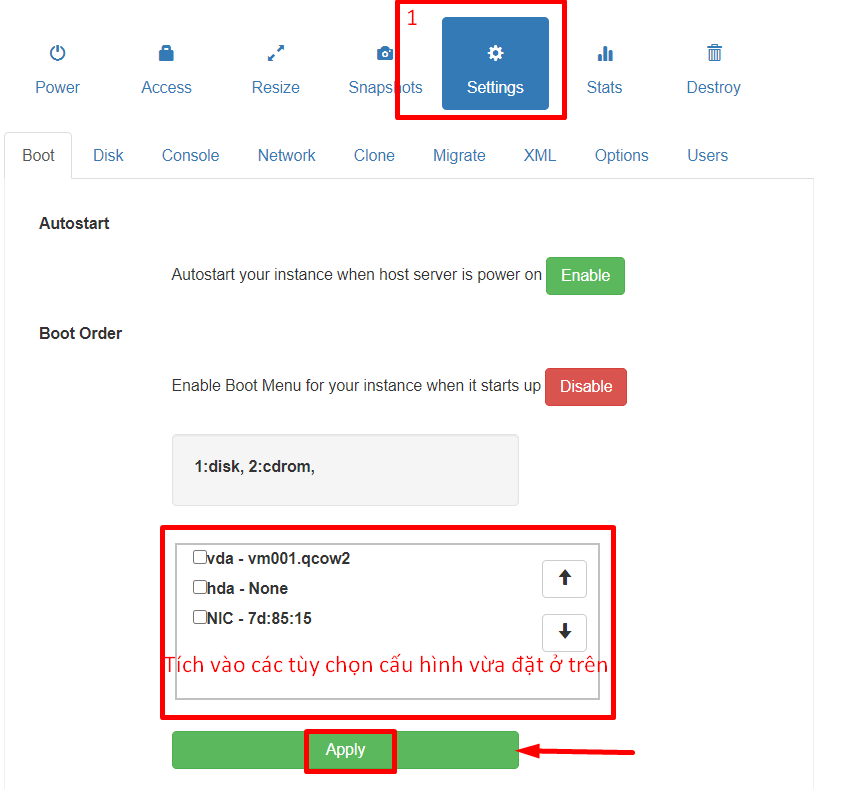 1
Power Access Resize Snapshots Settings Stats Destroy
Boot Disk Console Network Clone Migrate XML Options Users
Autostart
Autostart your instance when host server is power on Enable
Boot Order
Enable Boot Menu for your instance when it starts up Disable
1:disk, 2:cdrom,
vda - vm001.qcow2
hda - None
NIC - 7d:85:15
Tích vào các tùy chọn cấu hình vừa đặt ở trên
Apply